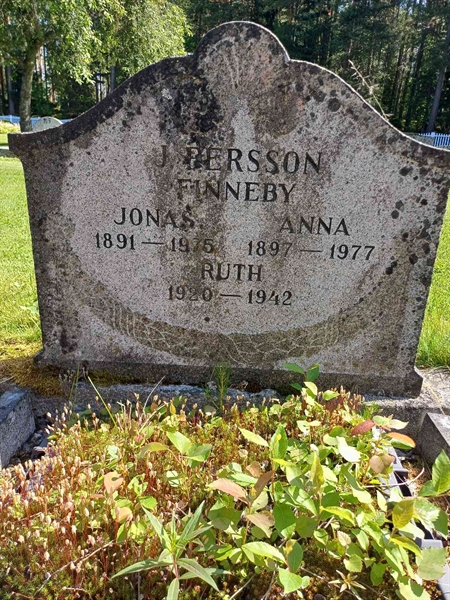 J. PERSSON
FINNEBY
JONAS ANNA
1891—1975 1897—1977
RUTH
1920—1942